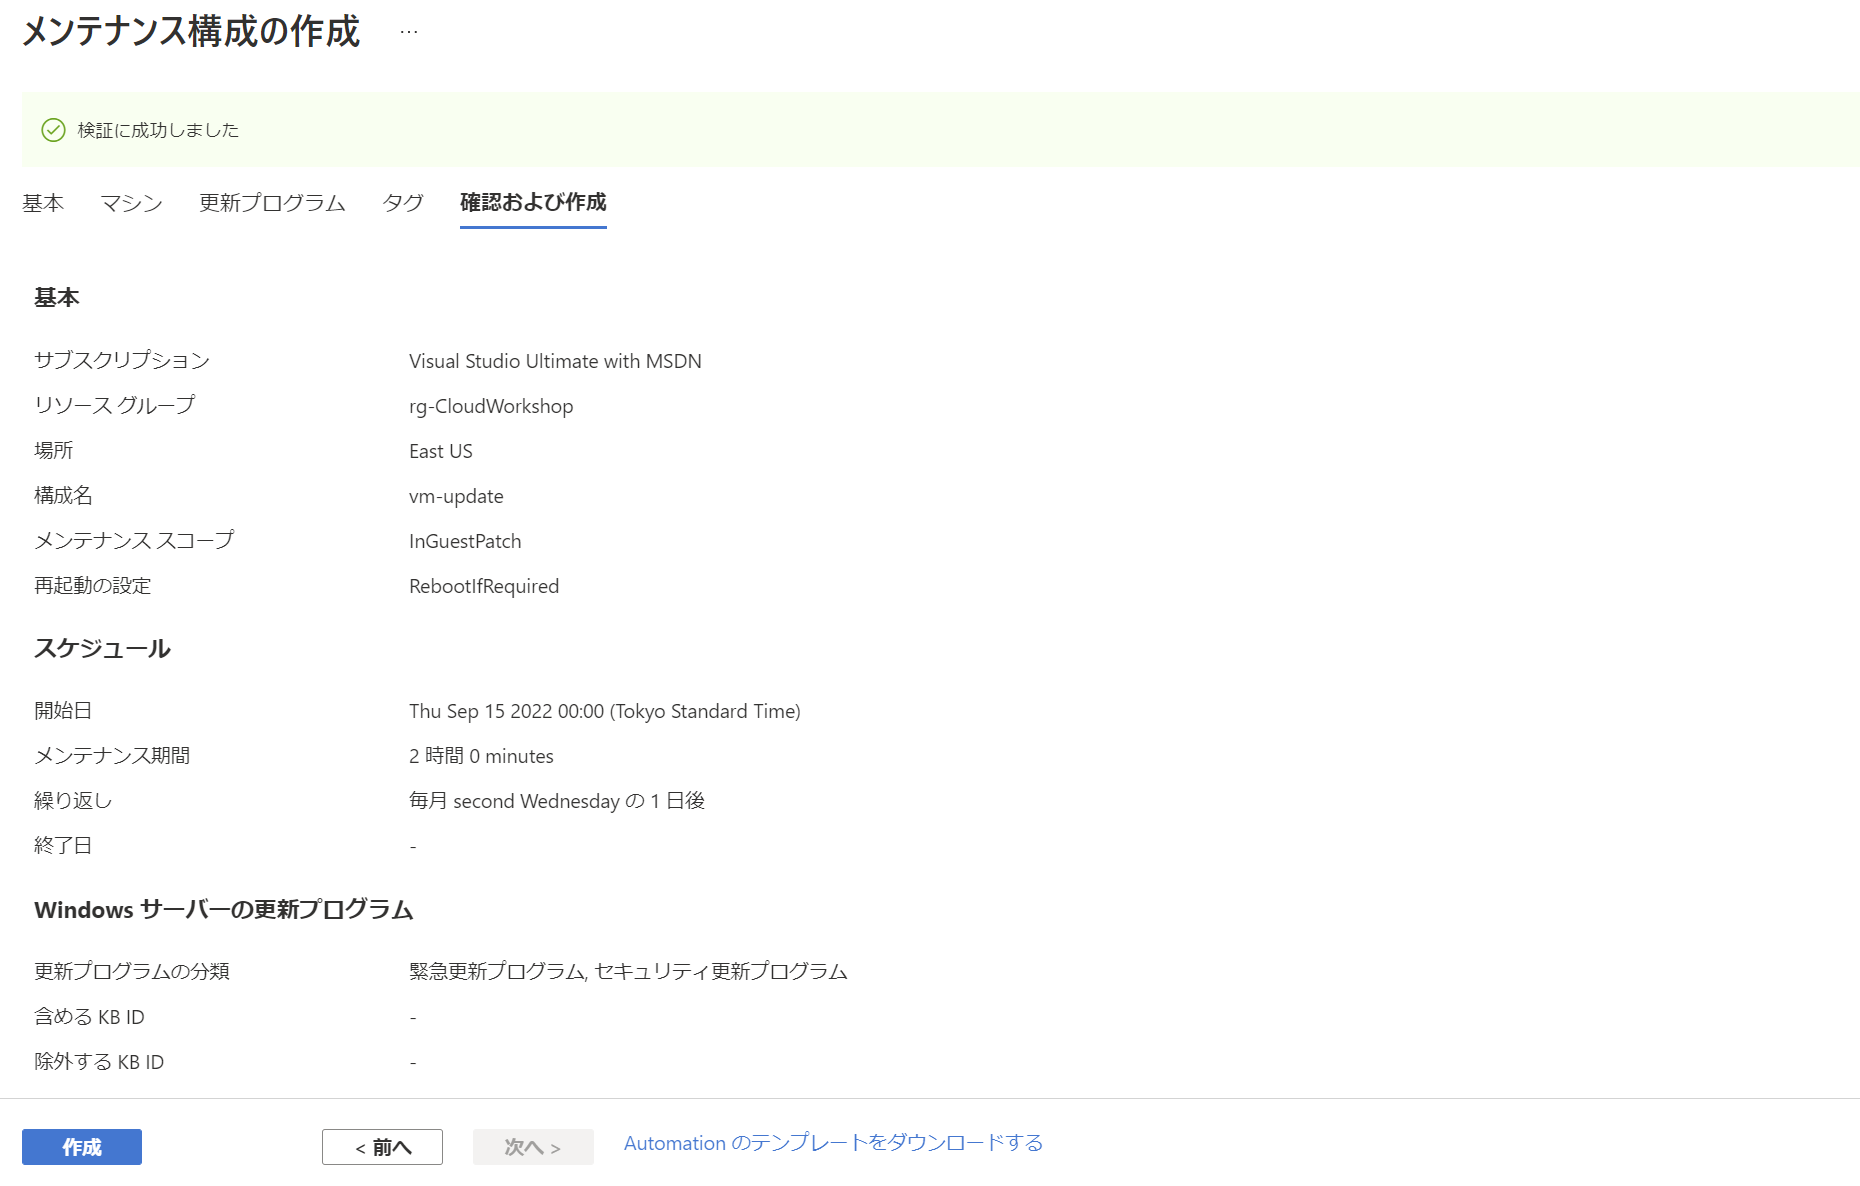 メンテナンス構成の作成 …
検証に成功しました
基本 マシン 更新プログラム タグ 確認および作成
基本
サブスクリプション Visual Studio Ultimate with MSDN
リソース グループ rg-CloudWorkshop
場所 East US
構成名 vm-update
メンテナンス スコープ InGuestPatch
再起動の設定 RebootIfRequired
スケジュール
開始日 Thu Sep 15 2022 00:00 (Tokyo Standard Time)
メンテナンス期間 2 時間 0 minutes
繰り返し 毎月 second Wednesday の 1 日後
終了日 -
Windows サーバーの更新プログラム
更新プログラムの分類 緊急更新プログラム, セキュリティ更新プログラム
含める KB ID -
除外する KB ID -
作成 < 前へ 次へ > Automation のテンプレートをダウンロードする